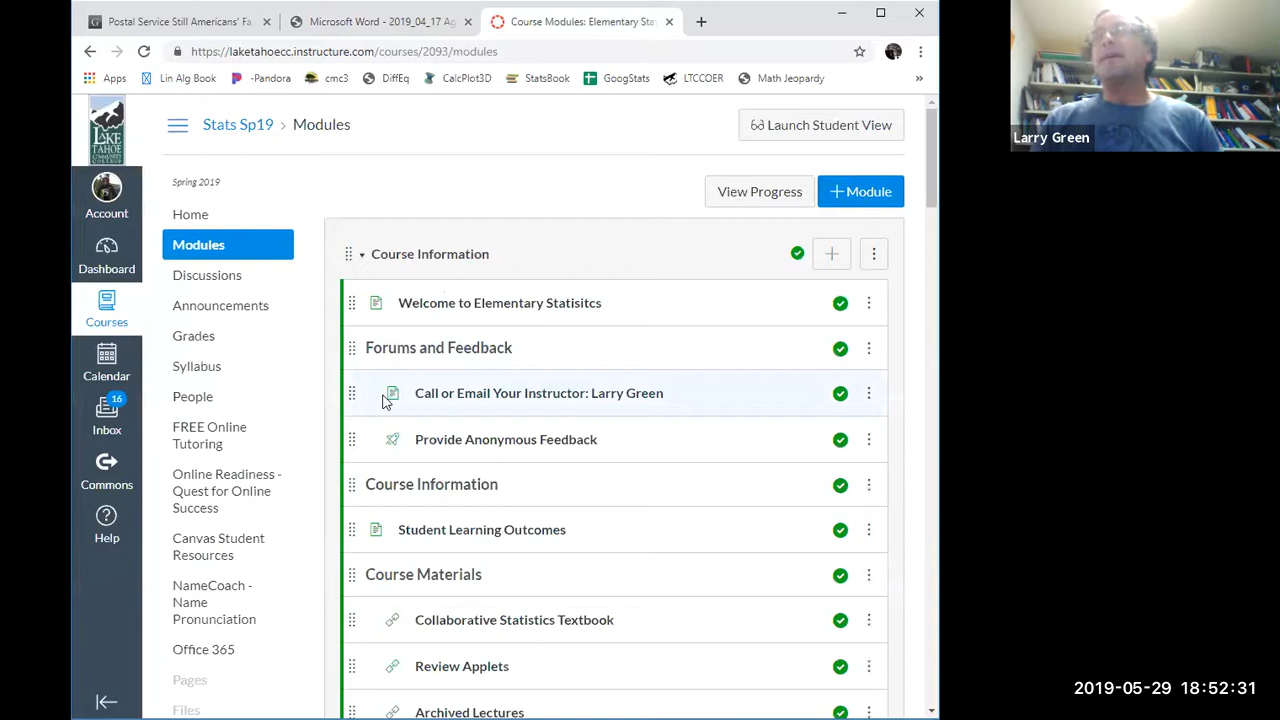 Postal Service Still Americans' Fa
Microsoft Word - 2019_04_17 Ag
Course Modules: Elementary Stat
https://laketahoecc.instructure.com/courses/2093/modules
Apps
Lin Alg Book
-Pandora
cmc3
DiffEq
CalcPlot3D
StatsBook
GoogStats
LTCCOER
Math Jeopardy
»
LAKE TAHOE
COMMUNITY
COLLEGE
Stats Sp19 > Modules
Launch Student View
Spring 2019
View Progress
+ Module
Account
Dashboard
Courses
Calendar
16
Inbox
Commons
Help
Home
Modules
Discussions
Announcements
Grades
Syllabus
People
FREE Online
Tutoring
Online Readiness -
Quest for Online
Success
Canvas Student
Resources
NameCoach -
Name
Pronunciation
Office 365
Pages
Files
Course Information
Welcome to Elementary Statisitcs
Forums and Feedback
Call or Email Your Instructor: Larry Green
Provide Anonymous Feedback
Course Information
Student Learning Outcomes
Course Materials
Collaborative Statistics Textbook
Review Applets
Archived Lectures
Larry Green
2019-05-29 18:52:31